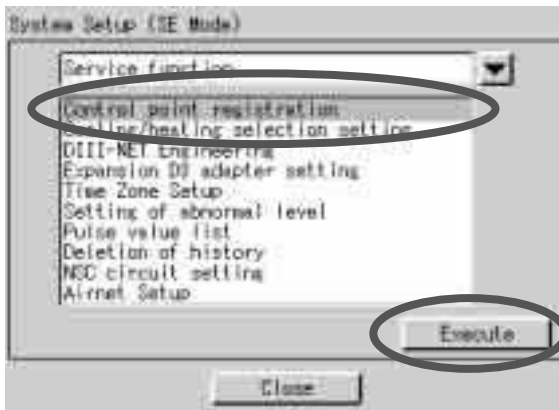 System Setup (SE Mode)
Service function
Control point registration
Cooling/heating selection setting
DIII-NET Engineering
Expansion D3 adapter setting
Time Zone Setup
Setting of abnormal level
Pulse value list
Deletion of history
NSC circuit setting
Airnet Setup
Execute
Close